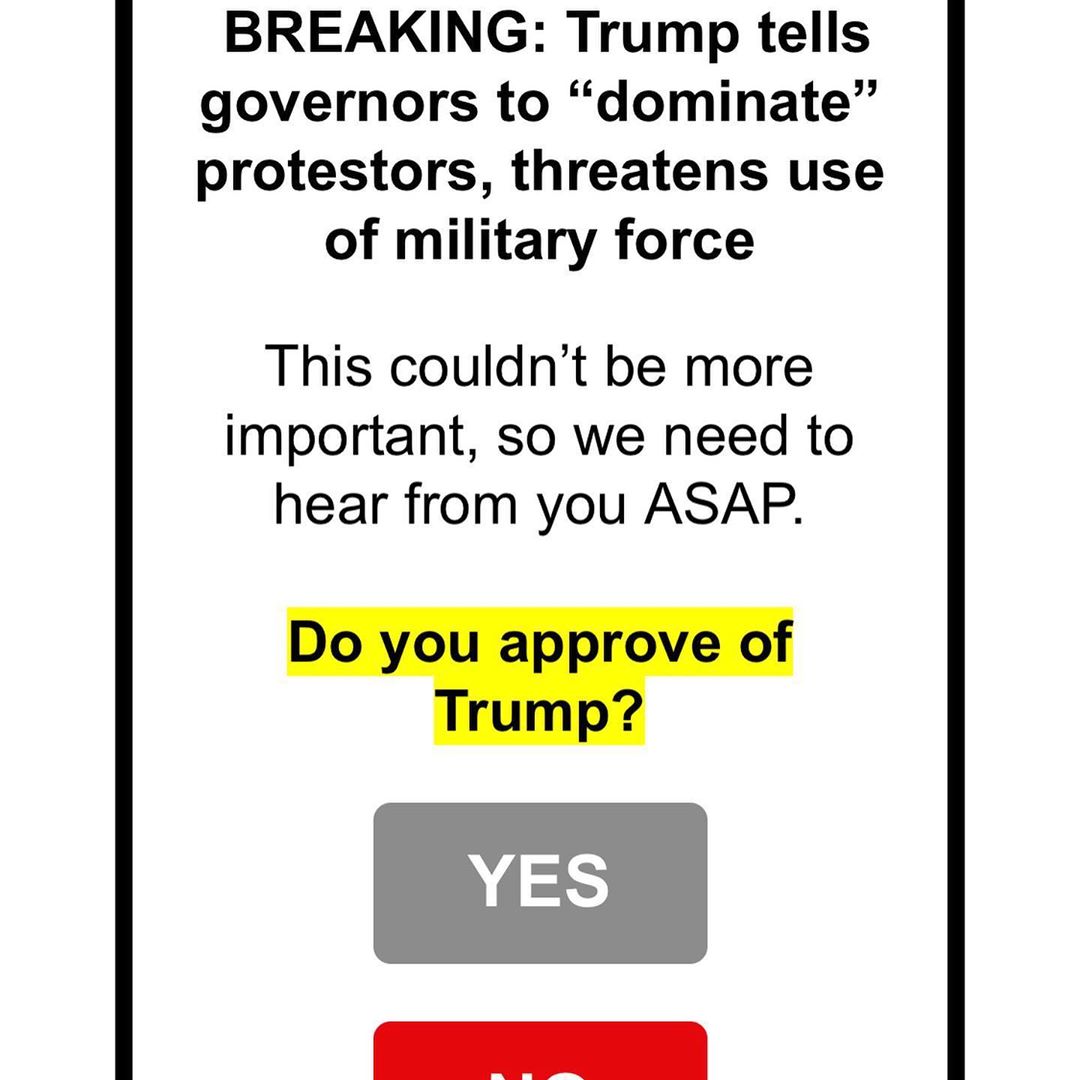 BREAKING: Trump tells
governors to “dominate”
protestors, threatens use
of military force
This couldn’t be more
important, so we need to
hear from you ASAP.
Do you approve of
Trump?
YES
NO